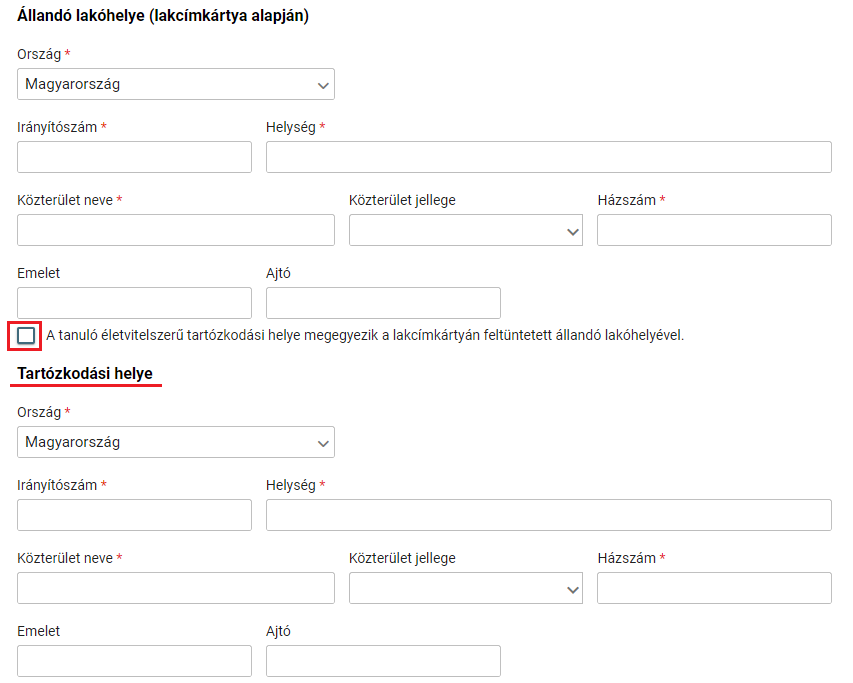 Állandó lakóhelye (lakcímkártya alapján)
Ország *
Magyarország
Irányítószám * Helység *
Közterület neve * Közterület jellege Házszám *
Emelet Ajtó
A tanuló életvitelszerű tartózkodási helye megegyezik a lakcímkártyán feltüntetett állandó lakóhelyével.
Tartózkodási helye
Ország *
Magyarország
Irányítószám * Helység *
Közterület neve * Közterület jellege Házszám *
Emelet Ajtó